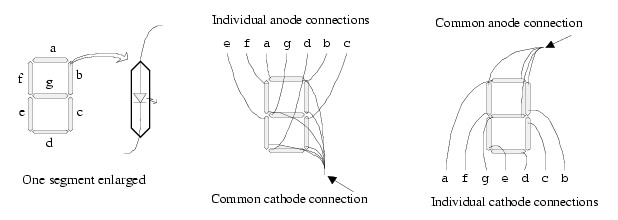 a
f
g
b
e
c
d
One segment enlarged
Individual anode connections
e f a g d b c
Common cathode connection
Common anode connection
a f g e d c b
Individual cathode connections